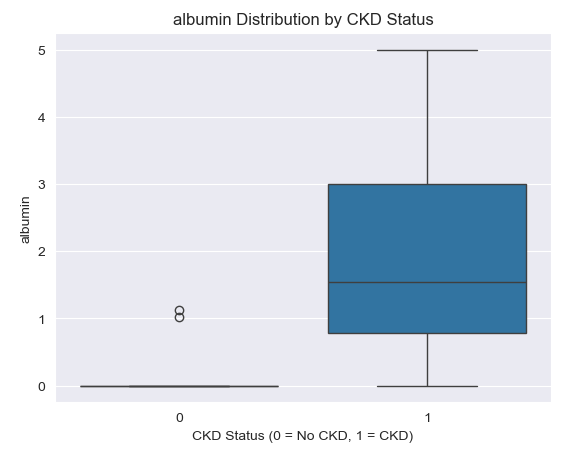 albumin Distribution by CKD Status
5
4
3
2
1
0
albumin
0
1
CKD Status (0 = No CKD, 1 = CKD)